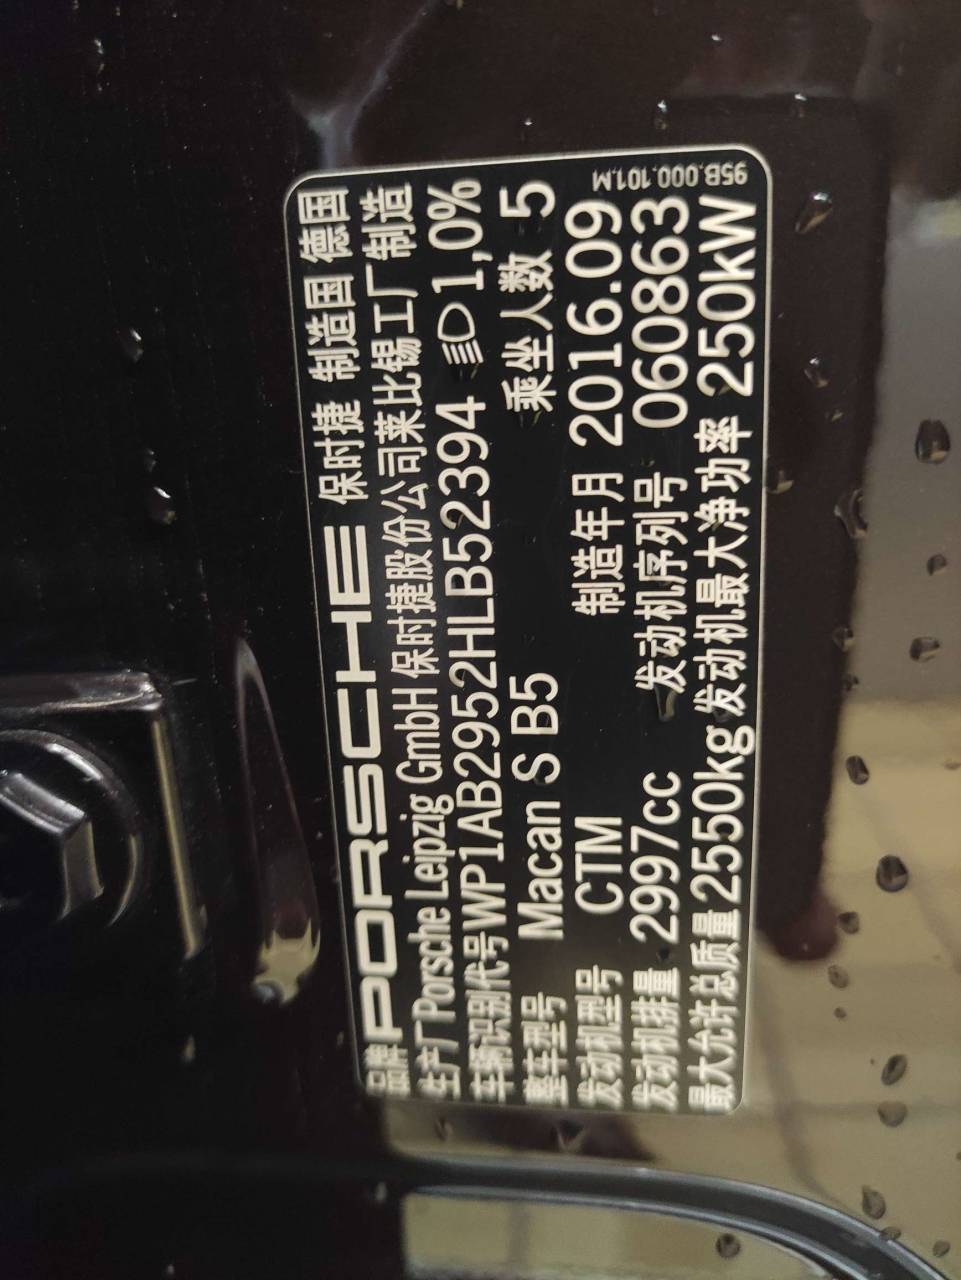 品牌 PORSCHE 保时捷 制造国 德国
生产厂 Porsche Leipzig GmbH 保时捷股份公司莱比锡工厂制造
车辆识别代号 WP1AB2952HLB52394 1,0%
整车型号 Macan S B5 乘坐人数 5
发动机型号 CTM 制造年月 2016.09
发动机排量 2997cc 发动机序列号 060863
最大允许总质量 2550kg 发动机最大净功率 250kW
95B.000.101.M